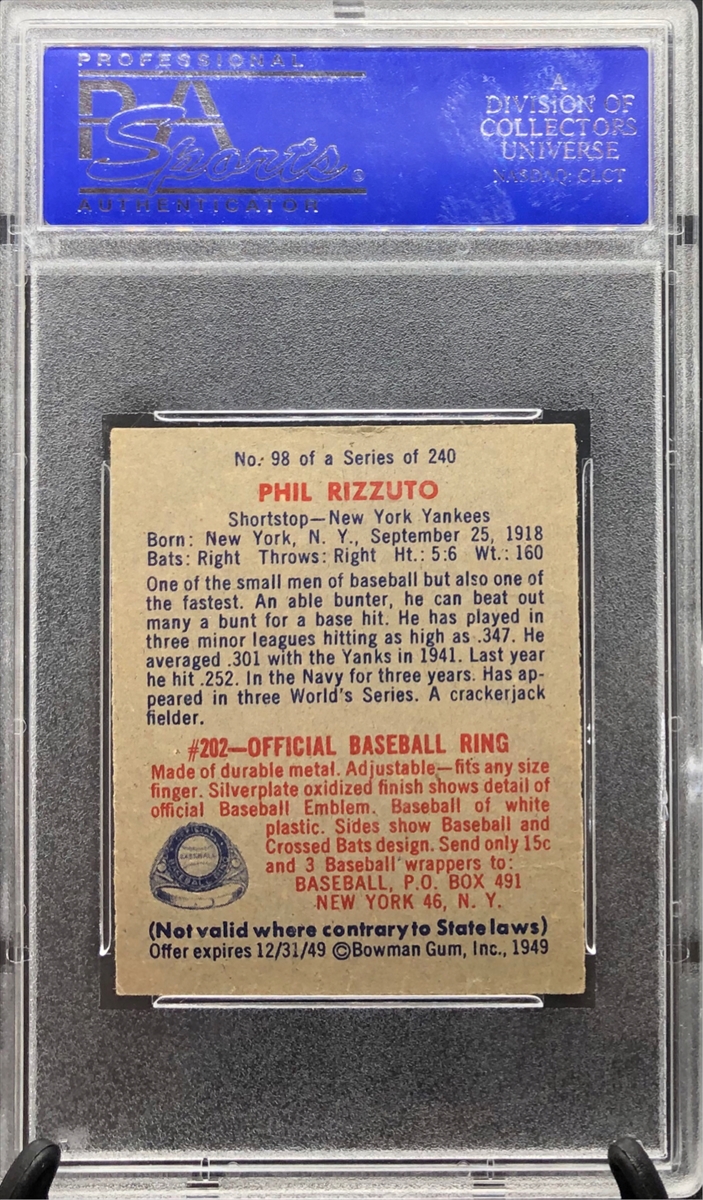 PROFESSIONAL
PSA
Sports
AUTHENTICATOR
A
DIVISION OF
COLLECTORS
UNIVERSE
NASDAQ: CLCT
No. 98 of a Series of 240
PHIL RIZZUTO
Shortstop—New York Yankees
Born: New York, N. Y., September 25, 1918
Bats: Right Throws: Right Ht.: 5:6 Wt.: 160
One of the small men of baseball but also one of
the fastest. An able bunter, he can beat out
many a bunt for a base hit. He has played in
three minor leagues hitting as high as .347. He
averaged .301 with the Yanks in 1941. Last year
he hit .252. In the Navy for three years. Has ap-
peared in three World's Series. A crackerjack
fielder.
#202—OFFICIAL BASEBALL RING
Made of durable metal. Adjustable—fits any size
finger. Silverplate oxidized finish shows detail of
official Baseball Emblem. Baseball of white
plastic. Sides show Baseball and
Crossed Bats design. Send only 15c
and 3 Baseball wrappers to:
BASEBALL, P.O. BOX 491
NEW YORK 46, N. Y.
OFFICIAL
BASEBALL
(Not valid where contrary to State laws)
Offer expires 12/31/49 ©Bowman Gum, Inc., 1949